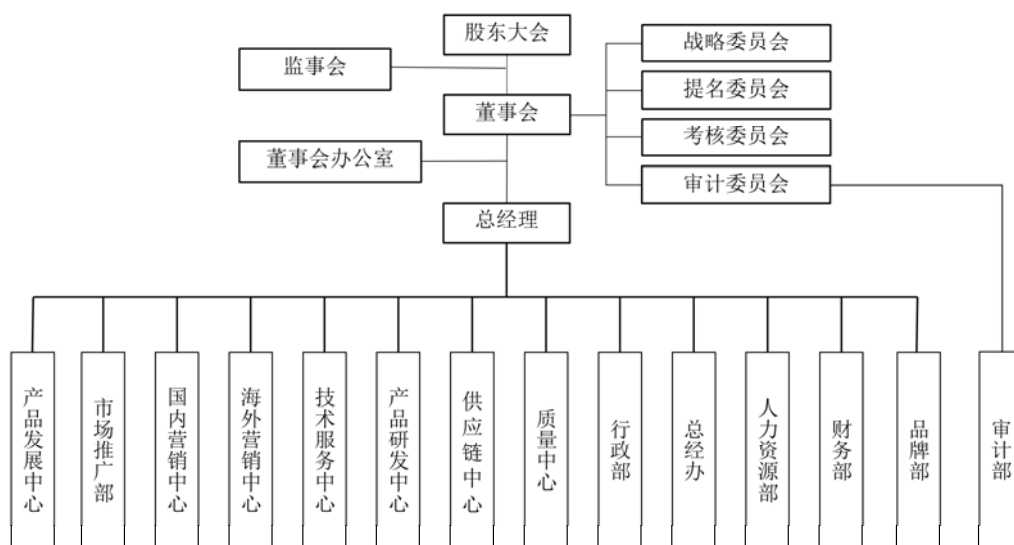 股东大会
战略委员会
监事会
提名委员会
董事会
考核委员会
董事会办公室
审计委员会
总经理
产品发展中心
市场推广部
国内营销中心
海外营销中心
技术服务中心
产品研发中心
供应链中心
质量中心
行政部
总经办
人力资源部
财务部
品牌部
审计部